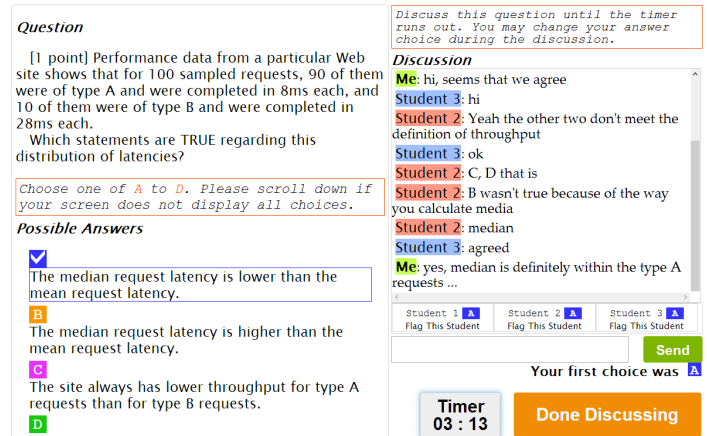 Question
[1 point] Performance data from a particular Web
site shows that for 100 sampled requests, 90 of them
were of type A and were completed in 8ms each, and
10 of them were of type B and were completed in
28ms each.
Which statements are TRUE regarding this
distribution of latencies?
Choose one of A to D. Please scroll down if
your screen does not display all choices.
Possible Answers
The median request latency is lower than the
mean request latency.
B
The median request latency is higher than the
mean request latency.
C
The site always has lower throughput for type A
requests than for type B requests.
D
Discuss this question until the timer
runs out. You may change your answer
choice during the discussion.
Discussion
Me: hi, seems that we agree
Student 3: hi
Student 2: Yeah the other two don't meet the
definition of throughput
Student 3: ok
Student 2: C, D that is
Student 2: B wasn't true because of the way
you calculate media
Student 2: median
Student 3: agreed
Me: yes, median is definitely within the type A
requests ...
Student 1 A
Flag This Student
Student 2 A
Flag This Student
Student 3 A
Flag This Student
Send
Your first choice was A
Timer
03 : 13
Done Discussing